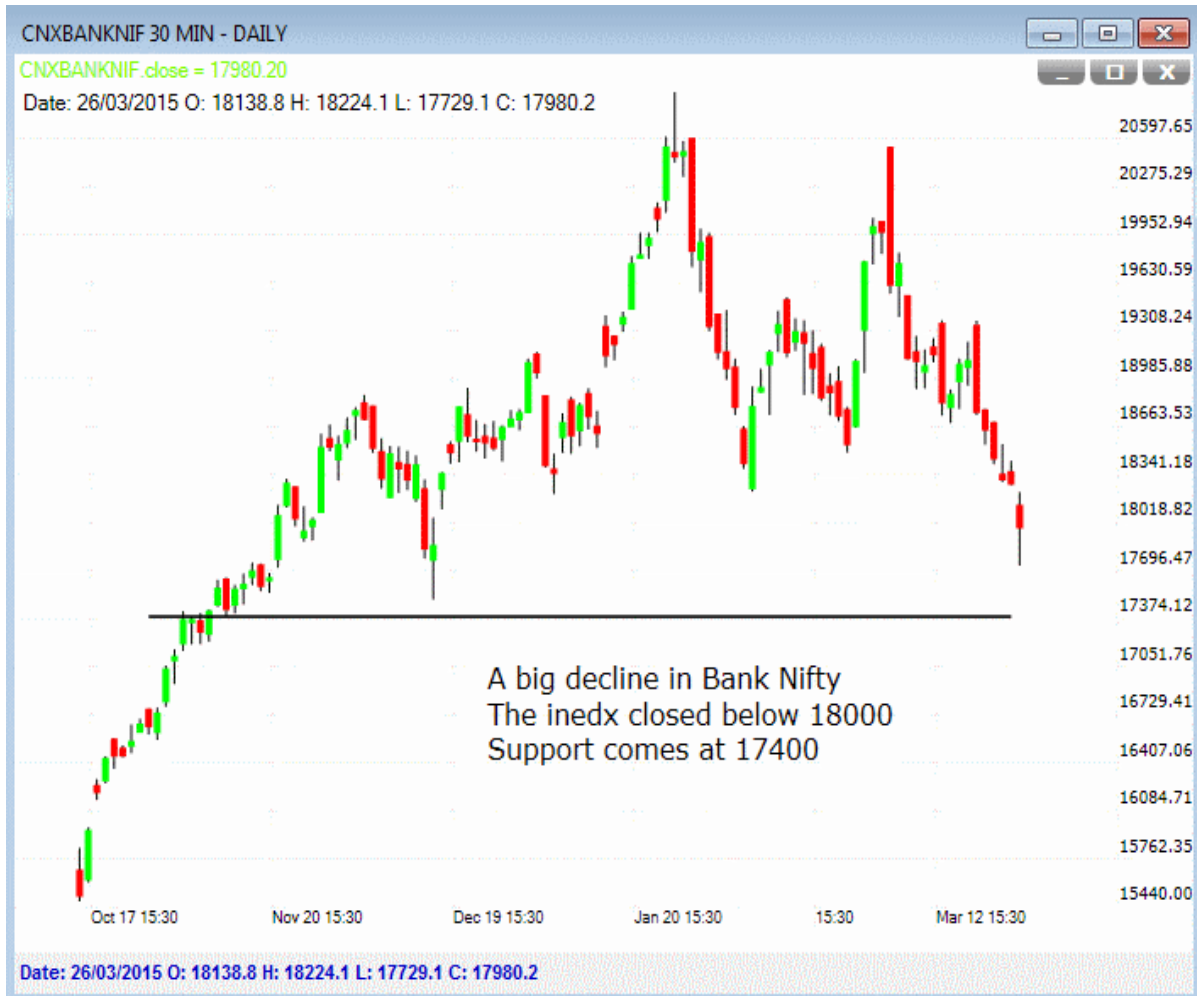 CNXBANKNIF 30 MIN - DAILY
CNXBANKNIF.close = 17980.20
Date: 26/03/2015 O: 18138.8 H: 18224.1 L: 17729.1 C: 17980.2
20597.65
20275.29
19952.94
19630.59
19308.24
18985.88
18663.53
18341.18
18018.82
17696.47
17374.12
17051.76
16729.41
16407.06
16084.71
15762.35
15440.00
A big decline in Bank Nifty
The inedx closed below 18000
Support comes at 17400
Oct 17 15:30 Nov 20 15:30 Dec 19 15:30 Jan 20 15:30 15:30 Mar 12 15:30
Date: 26/03/2015 O: 18138.8 H: 18224.1 L: 17729.1 C: 17980.2